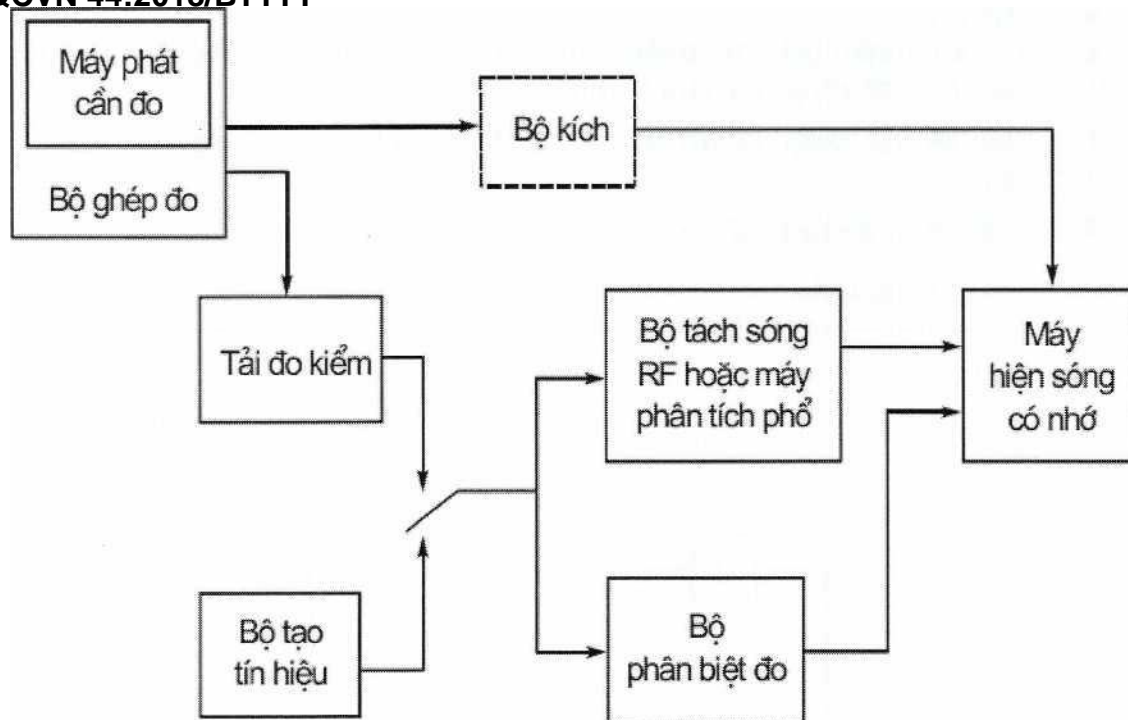 Máy phát
cần đo
Bộ ghép đo
Bộ kích
Tải đo kiểm
Bộ tách sóng
RF hoặc máy
phân tích phổ
Máy
hiện sóng
có nhớ
Bộ tạo
tín hiệu
Bộ
phân biệt đo